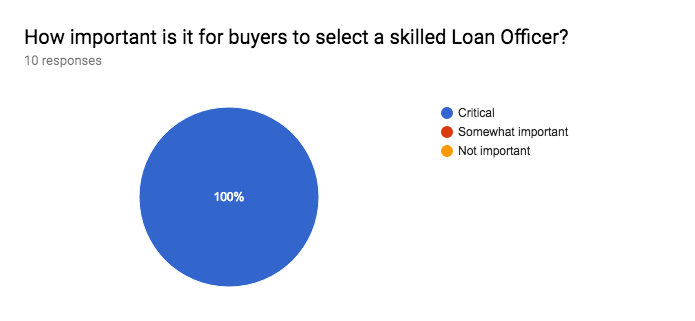 How important is it for buyers to select a skilled Loan Officer?
10 responses
100%
Critical
Somewhat important
Not important